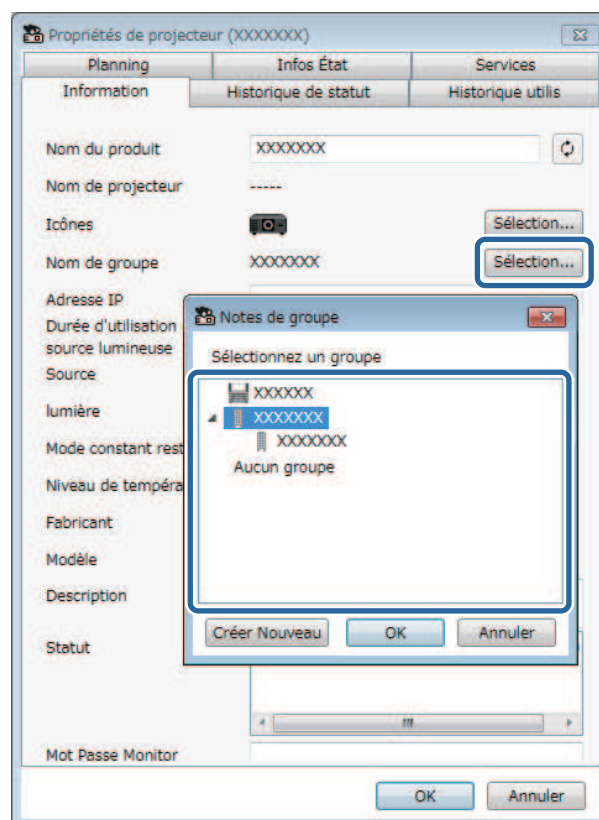 Propriétés de projecteur (XXXXXXX)
Planning Infos État Services
Information Historique de statut Historique utilis
Nom du produit XXXXXXX
Nom de projecteur -----
Icônes Sélection...
Nom de groupe XXXXXXX Sélection...
Adresse IP
Durée d'utilisation
source lumineuse
Source
lumière
Mode constant rest
Niveau de tempéra
Fabricant
Modèle
Description
Statut
Notes de groupe
Sélectionnez un groupe
XXXXXX
XXXXXXX
XXXXXXX
Aucun groupe
Créer Nouveau OK Annuler
Mot Passe Monitor
OK Annuler